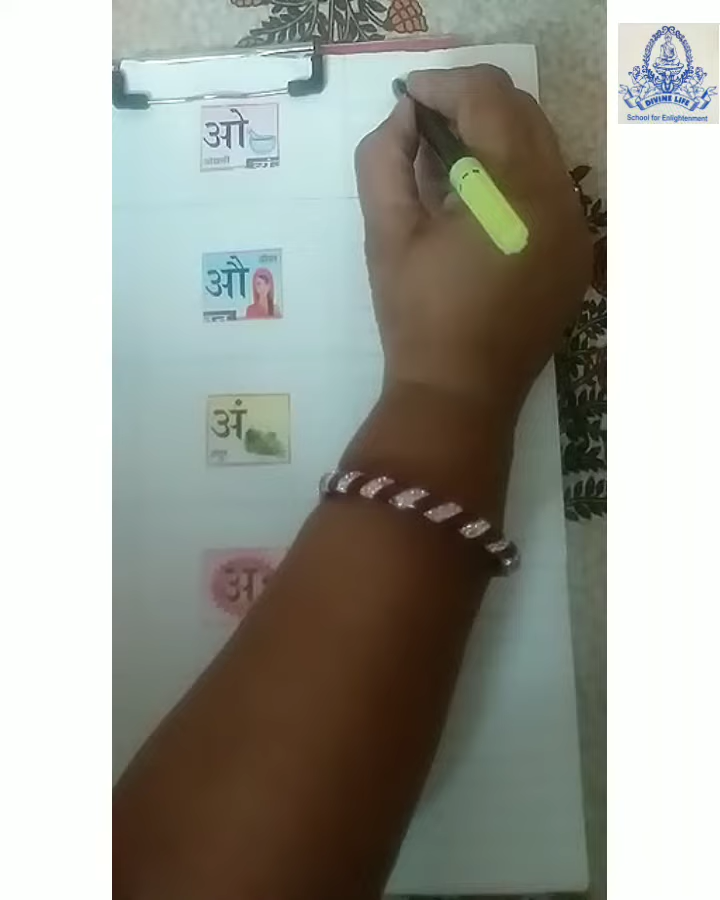 ओ
औ
अं
अः
DIVINE LIFE
School for Enlightenment